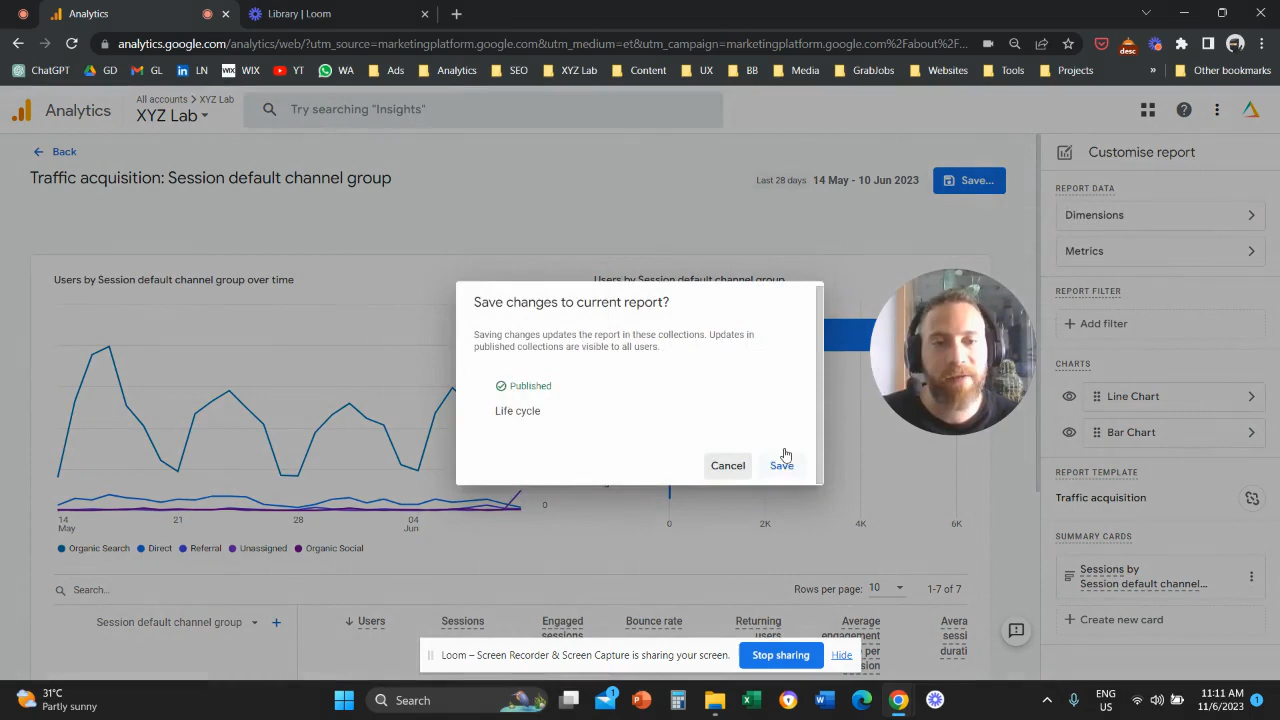 Analytics
Library | Loom
analytics.google.com/analytics/web/?utm_source=marketingplatform.google.com&utm_medium=et&utm_campaign=marketingplatform.google.com%2Fabout%2F...
desc
ChatGPT
GD
GL
LN
WIX
WIX
YT
WA
Ads
Analytics
SEO
XYZ Lab
Content
UX
BB
Media
GrabJobs
Websites
Tools
Projects
»
Other bookmarks
Analytics
All accounts > XYZ Lab
XYZ Lab
Try searching "Insights"
Back
Traffic acquisition: Session default channel group
Last 28 days 14 May - 10 Jun 2023
Save...
Users by Session default channel group over time
Users by Session default channel group
14
May
21
28
04
Jun
0
0
2K
4K
6K
Organic Search
Direct
Referral
Unassigned
Organic Social
Search...
Rows per page: 10
1-7 of 7
Session default channel group
Users
Sessions
Engaged
sessions
Bounce rate
Returning
users
Average
engagement
per
session
Avera
sessi
durati
Save changes to current report?
Saving changes updates the report in these collections. Updates in
published collections are visible to all users.
Published
Life cycle
Cancel
Save
Customise report
REPORT DATA
Dimensions
Metrics
REPORT FILTER
Add filter
CHARTS
Line Chart
Bar Chart
REPORT TEMPLATE
Traffic acquisition
SUMMARY CARDS
Sessions by
Session default channel...
Create new card
Loom – Screen Recorder & Screen Capture is sharing your screen.
Stop sharing
Hide
31°C
Partly sunny
Search
1
ENG
US
11:11 AM
11/6/2023
1